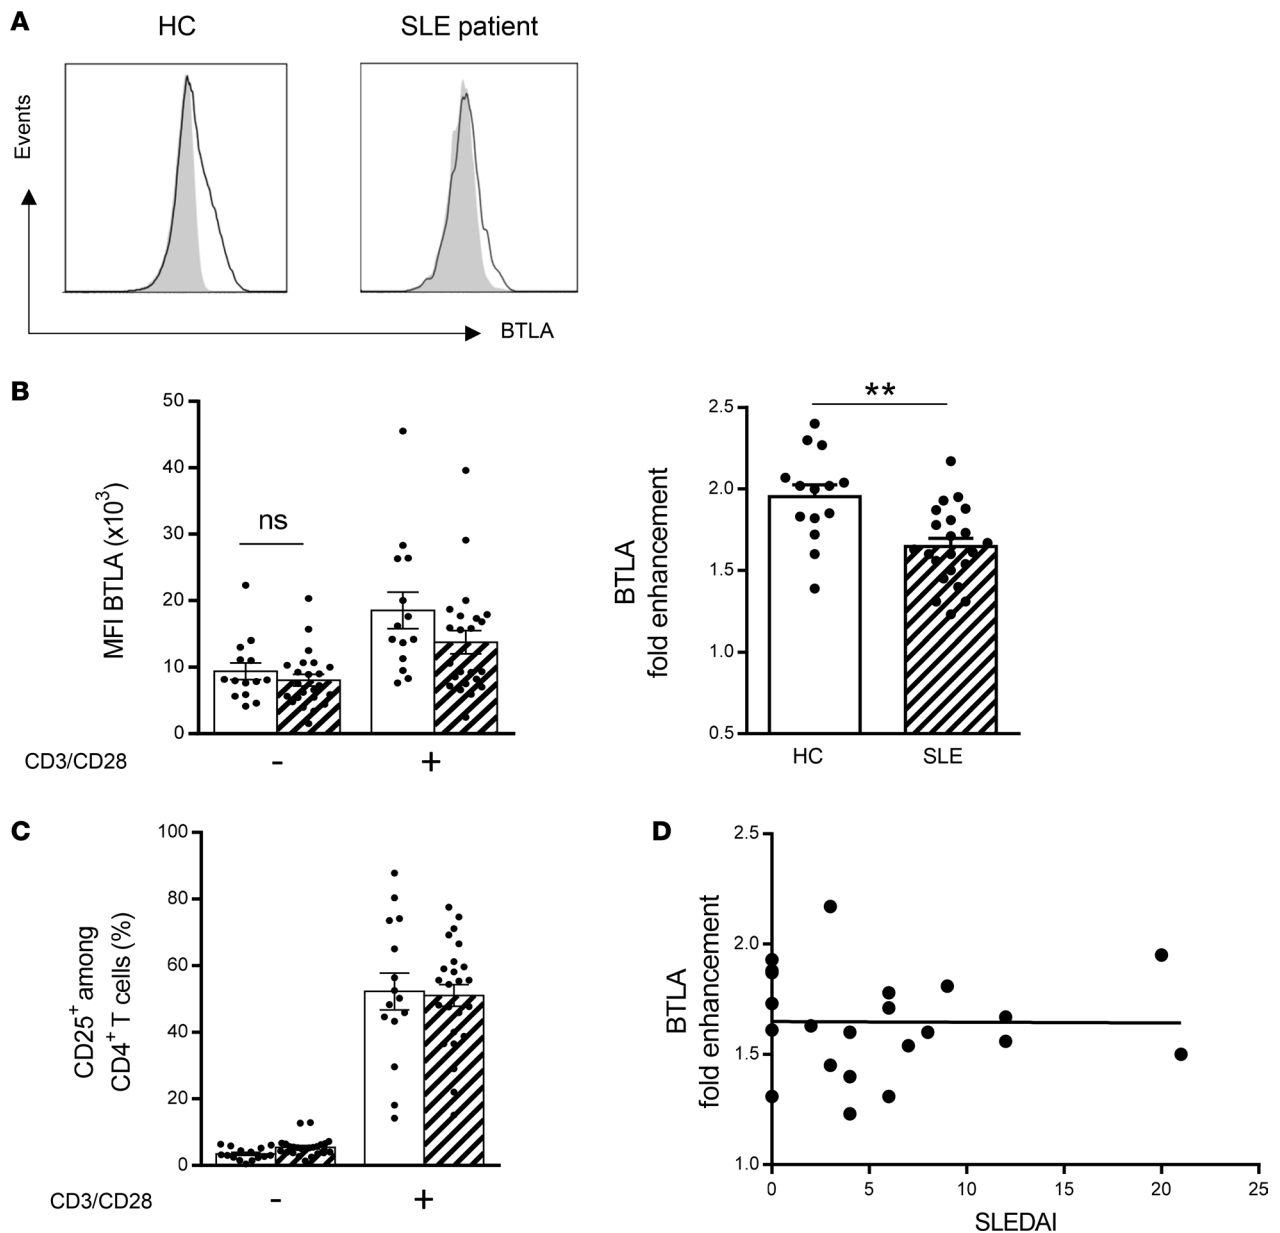 A
HC
SLE patient
Events
BTLA
B
MFI BTLA (x10³)
50
40
30
20
10
0
ns
CD3/CD28
-
+
BTLA
fold enhancement
2.5
2.0
1.5
1.0
0.5
**
HC
SLE
C
CD25⁺ among
CD4⁺ T cells (%)
100
80
60
40
20
0
CD3/CD28
-
+
D
BTLA
fold enhancement
2.5
2.0
1.5
1.0
0
5
10
15
20
25
SLEDAI